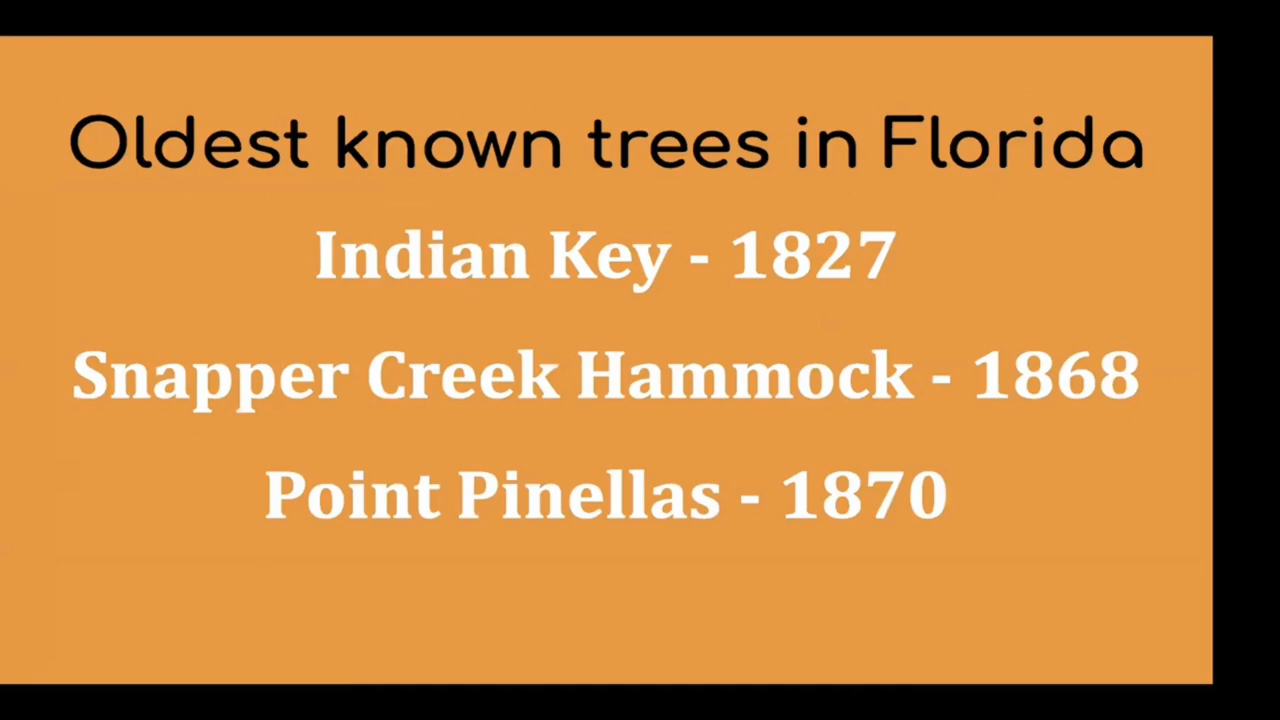 Oldest known trees in Florida
Indian Key - 1827
Snapper Creek Hammock - 1868
Point Pinellas - 1870